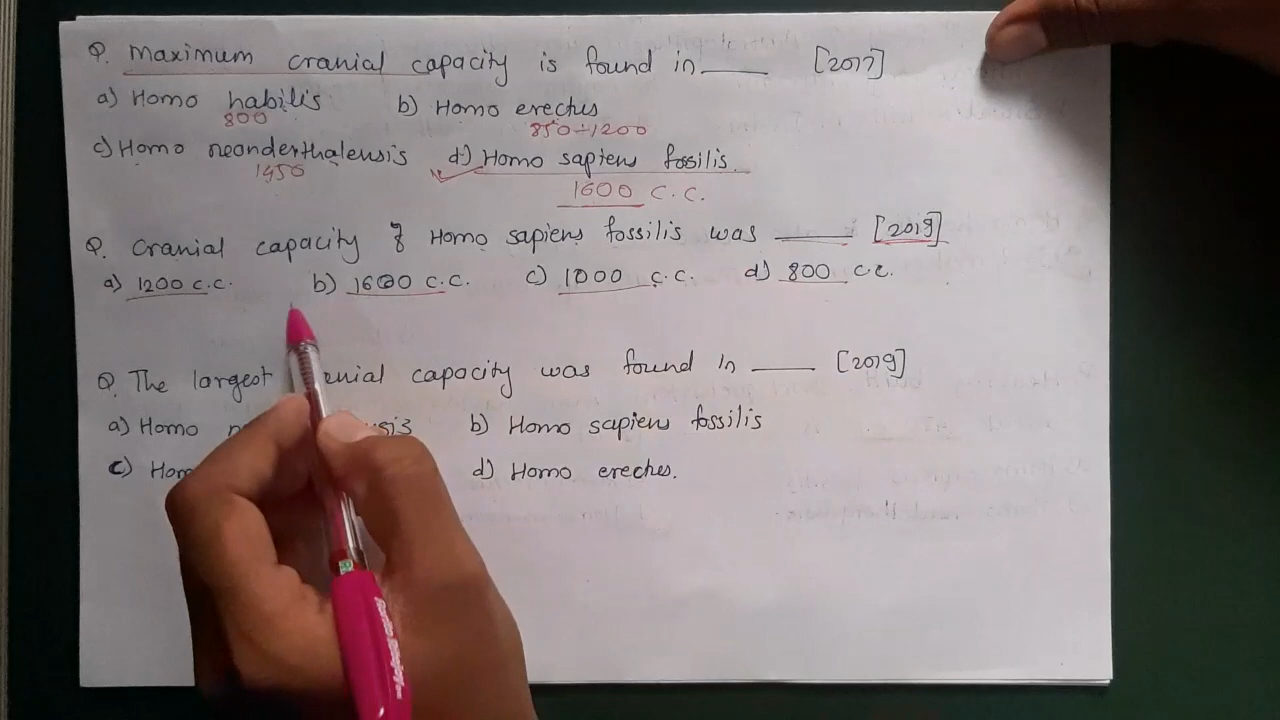 Q. Maximum cranial capacity is found in ____ [2017]
a) Homo habilis b) Homo erectus
800 850-1200
c) Homo neanderthalensis d) Homo sapiens fossilis.
1450
1600 c.c.
Q. Cranial capacity of Homo sapiens fossilis was ____ [2019]
a) 1200 c.c. b) 1600 c.c. c) 1000 c.c. d) 800 c.c.
Q. The largest capacity was found in ____ [2019]
a) Homo b) Homo sapiens fossilis
c) d) Homo erectus.